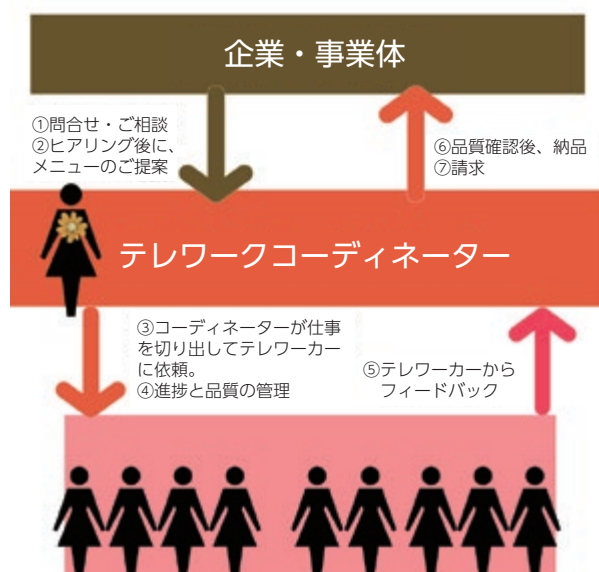 企業・事業体
①問合せ・ご相談
②ヒアリング後に、
メニューのご提案
⑥品質確認後、納品
⑦請求
テレワークコーディネーター
③コーディネーターが仕事
を切り出してテレワーカー
に依頼。
④進捗と品質の管理
⑤テレワーカーから
フィードバック